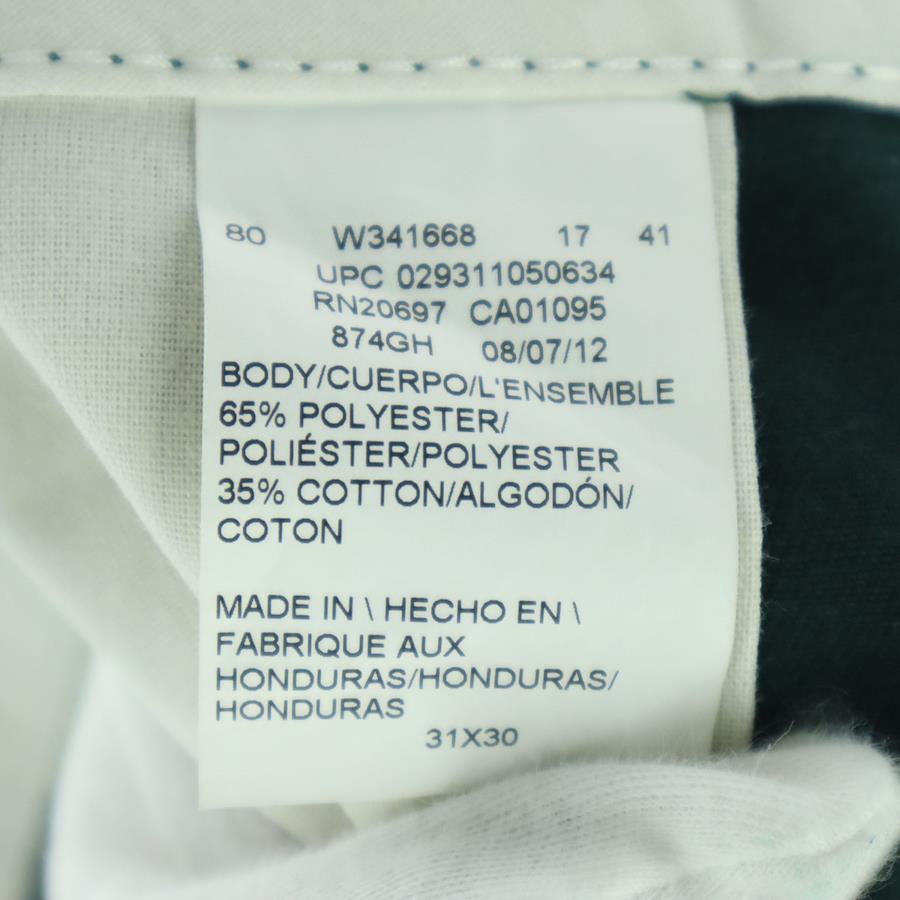 80 W341668 17 41
UPC 029311050634
RN20697 CA01095
874GH 08/07/12
BODY/CUERPO/L'ENSEMBLE
65% POLYESTER/
POLIÉSTER/POLYESTER
35% COTTON/ALGODÓN/
COTON
MADE IN \ HECHO EN \
FABRIQUE AUX
HONDURAS/HONDURAS/
HONDURAS
31X30